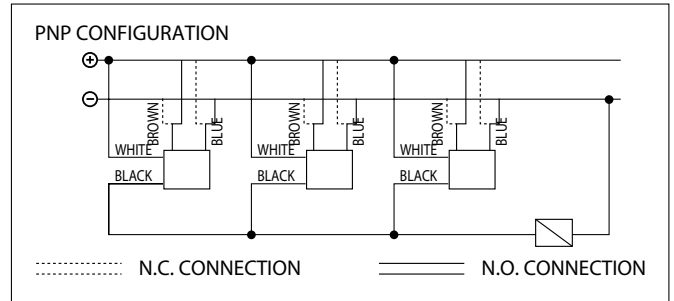 PNP CONFIGURATION
+
−
BROWN BLUE BROWN BLUE BROWN BLUE
WHITE WHITE WHITE
BLACK BLACK BLACK
N.C. CONNECTION N.O. CONNECTION